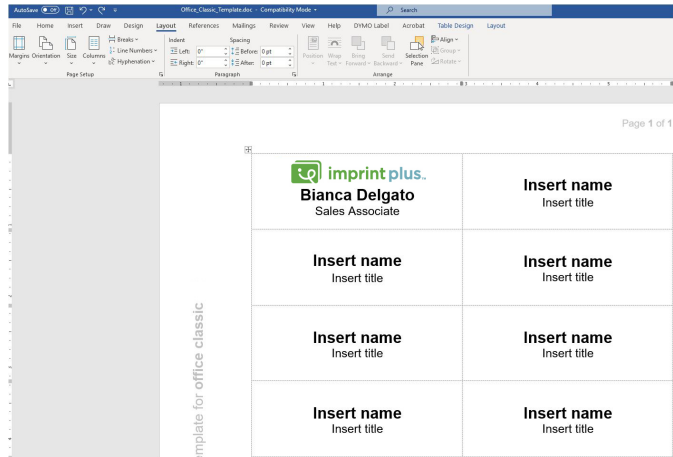 AutoSave Off Office_Classic_Template.doc - Compatibility Mode Search
File Home Insert Draw Design Layout References Mailings Review View Help DYMO Label Acrobat Table Design Layout
Margins Orientation Size Columns
Breaks
Line Numbers
Hyphenation
Page Setup
Indent
Left: 0"
Right: 0"
Spacing
Before: 0 pt
After: 0 pt
Paragraph
Position Wrap Text Bring Forward Send Backward Selection Pane
Align
Group
Rotate
Arrange
Page 1 of 1
imprint plus
Bianca Delgato
Sales Associate
Insert name
Insert title
Insert name
Insert title
Insert name
Insert title
Insert name
Insert title
Insert name
Insert title
Insert name
Insert title
Insert name
Insert title
mplate for office classic